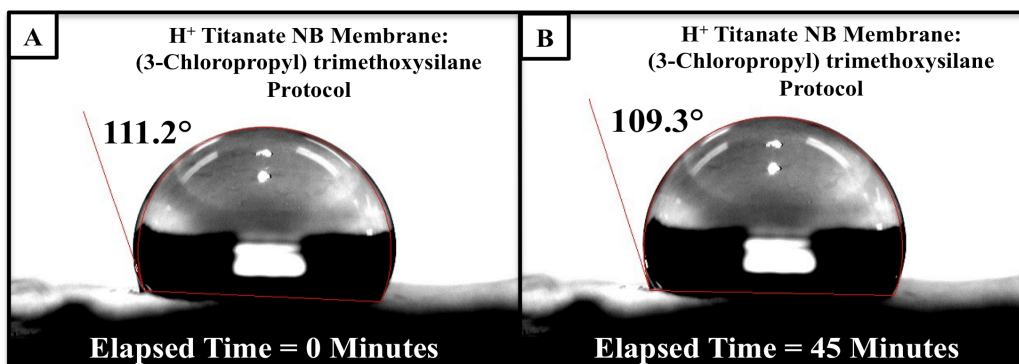 A
H⁺ Titanate NB Membrane:
(3-Chloropropyl) trimethoxysilane
Protocol
111.2°
Elapsed Time = 0 Minutes
B
H⁺ Titanate NB Membrane:
(3-Chloropropyl) trimethoxysilane
Protocol
109.3°
Elapsed Time = 45 Minutes